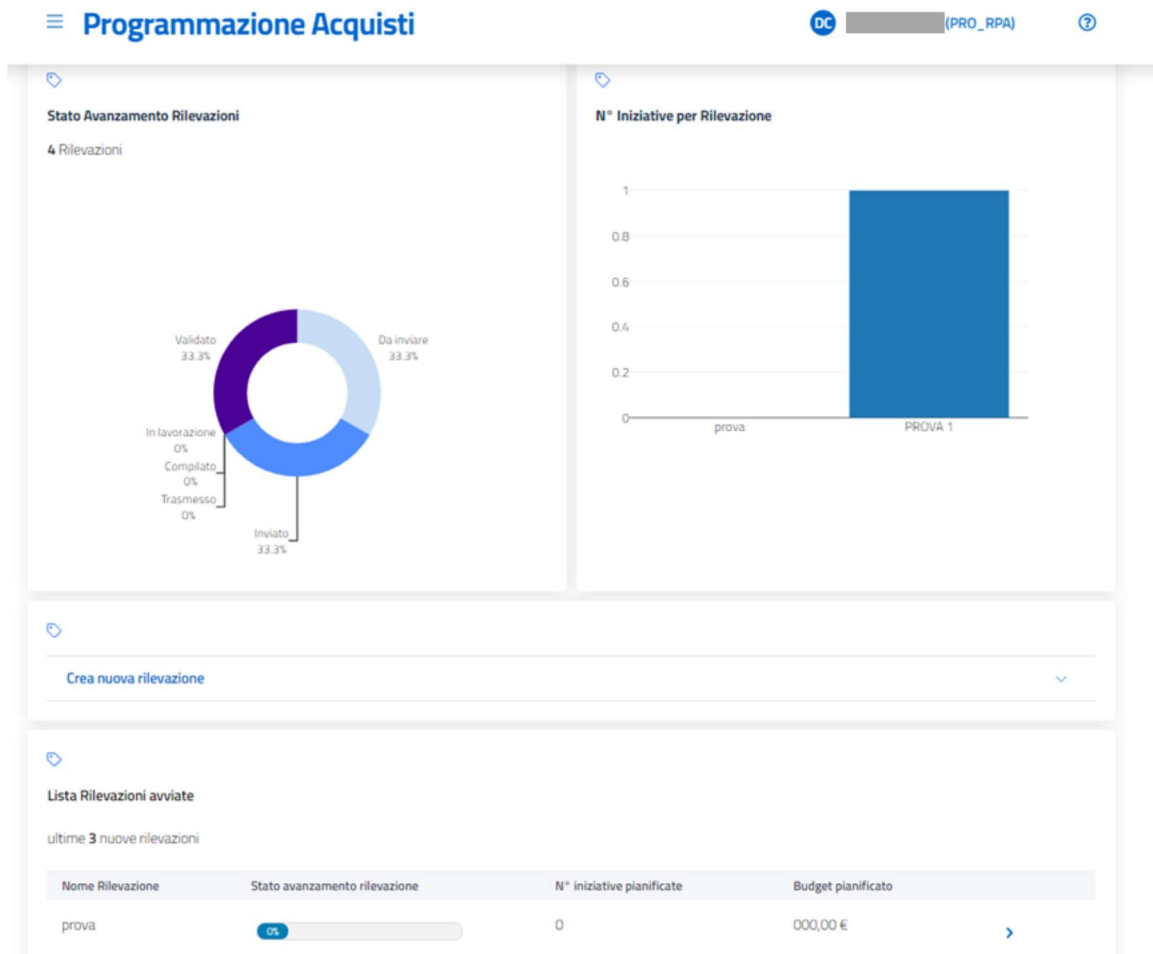 Programmazione Acquisti
DC (PRO_RPA)
Stato Avanzamento Rilevazioni
4 Rilevazioni
Validato
33.3%
Da inviare
33.3%
In lavorazione
0%
Compilato
0%
Trasmesso
0%
Inviato
33.3%
N° Iniziative per Rilevazione
1
0.8
0.6
0.4
0.2
0
prova PROVA 1
Crea nuova rilevazione
Lista Rilevazioni avviate
ultime 3 nuove rilevazioni
Nome Rilevazione Stato avanzamento rilevazione N° iniziative pianificate Budget pianificato
prova 0% 0 000,00 €